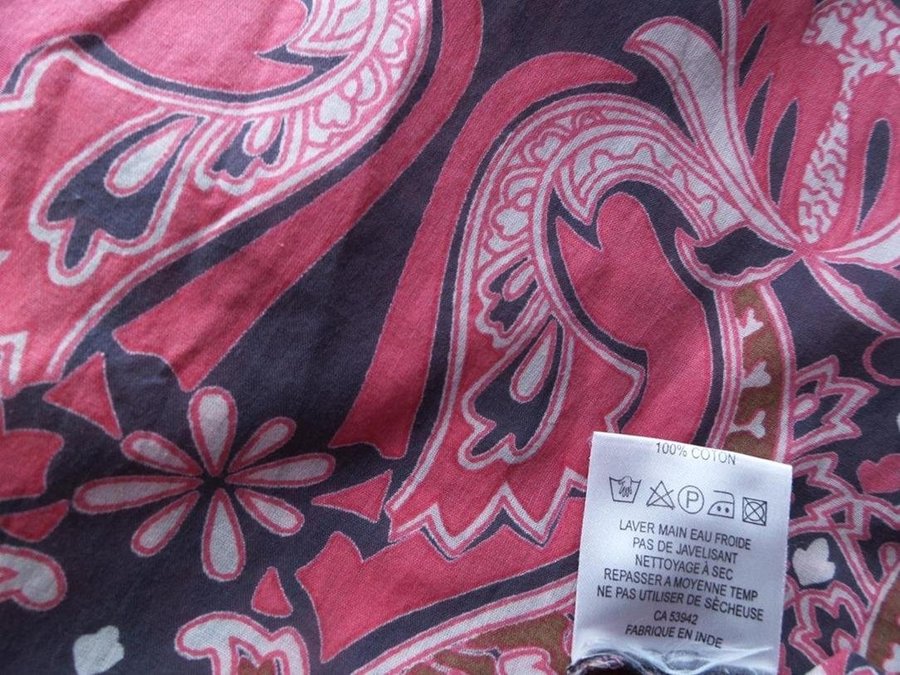 100% COTON
P
LAVER MAIN EAU FROIDE
PAS DE JAVELISANT
NETTOYAGE À SEC
REPASSER A MOYENNE TEMP
NE PAS UTILISER DE SÈCHEUSE
CA 53942
FABRIQUE EN INDE